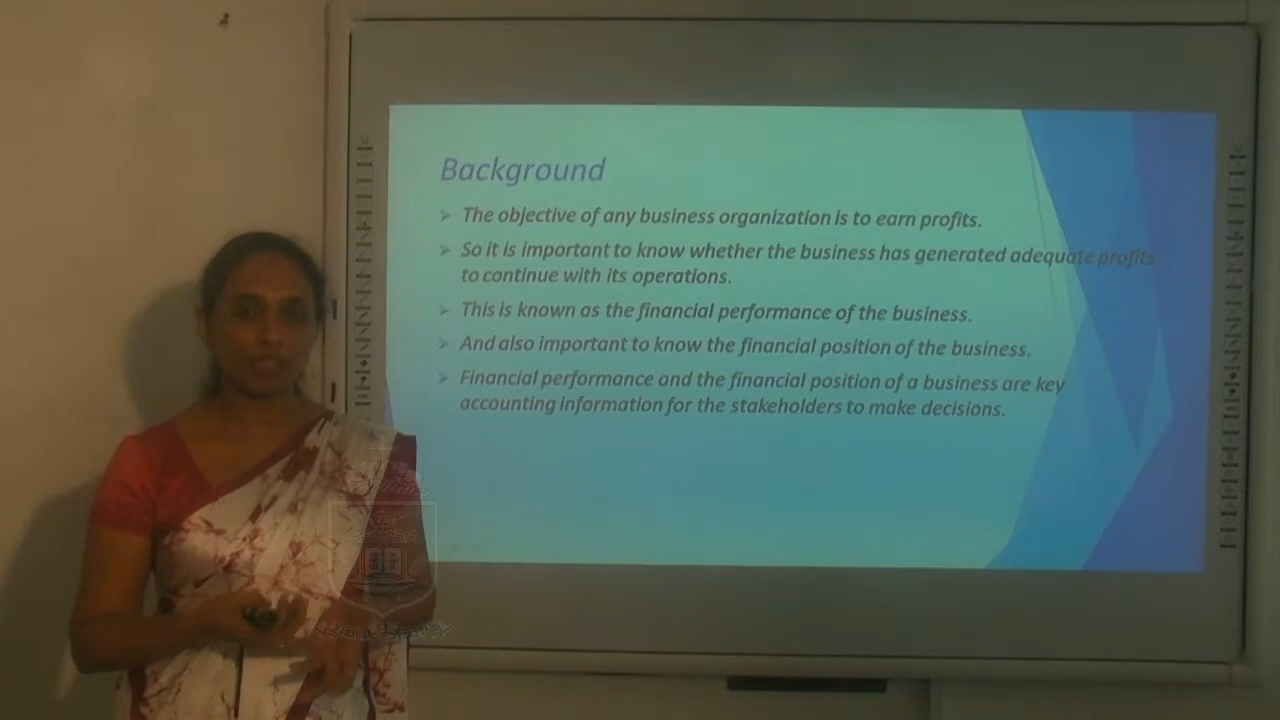 Background
The objective of any business organization is to earn profits.
So it is important to know whether the business has generated adequate profits
to continue with its operations.
This is known as the financial performance of the business.
And also important to know the financial position of the business.
Financial performance and the financial position of a business are key
accounting information for the stakeholders to make decisions.